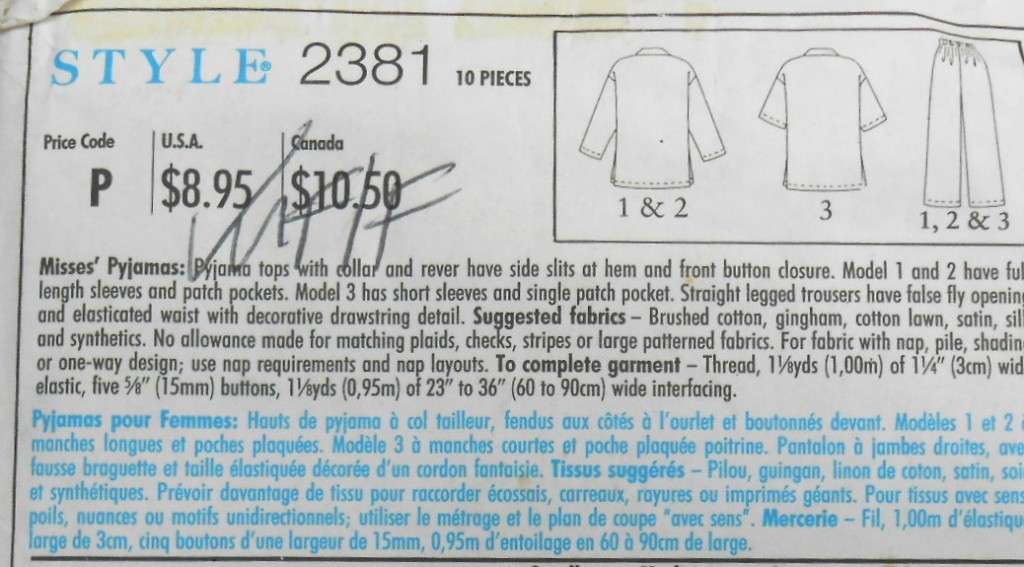 STYLE® 2381 10 PIECES
Price Code U.S.A. Canada
P $8.95 $10.50
1 & 2 3 1, 2 & 3
Misses' Pyjamas: Pyjama tops with collar and rever have side slits at hem and front button closure. Model 1 and 2 have ful
length sleeves and patch pockets. Model 3 has short sleeves and single patch pocket. Straight legged trousers have false fly opening
and elasticated waist with decorative drawstring detail. Suggested fabrics – Brushed cotton, gingham, cotton lawn, satin, sil
and synthetics. No allowance made for matching plaids, checks, stripes or large patterned fabrics. For fabric with nap, pile, shadin
or one-way design; use nap requirements and nap layouts. To complete garment – Thread, 1⅛yds (1,00m) of 1¼" (3cm) wid
elastic, five ⅝" (15mm) buttons, 1⅛yds (0,95m) of 23" to 36" (60 to 90cm) wide interfacing.
Pyjamas pour Femmes: Hauts de pyjama à col tailleur, fendus aux côtés à l'ourlet et boutonnés devant. Modèles 1 et 2
manches longues et poches plaquées. Modèle 3 à manches courtes et poche plaquée poitrine. Pantalon à jambes droites, ave
fausse braguette et taille élastiquée décorée d'un cordon fantaisie. Tissus suggérés – Pilou, guingan, linon de coton, satin, soi
et synthétiques. Prévoir davantage de tissu pour raccorder écossais, carreaux, rayures ou imprimés géants. Pour tissus avec sens
poils, nuances ou motifs unidirectionnels; utiliser le métrage et le plan de coupe "avec sens". Mercerie – Fil, 1,00m d'élastiqu
large de 3cm, cinq boutons d'une largeur de 15mm, 0,95m d'entoilage en 60 à 90cm de large.